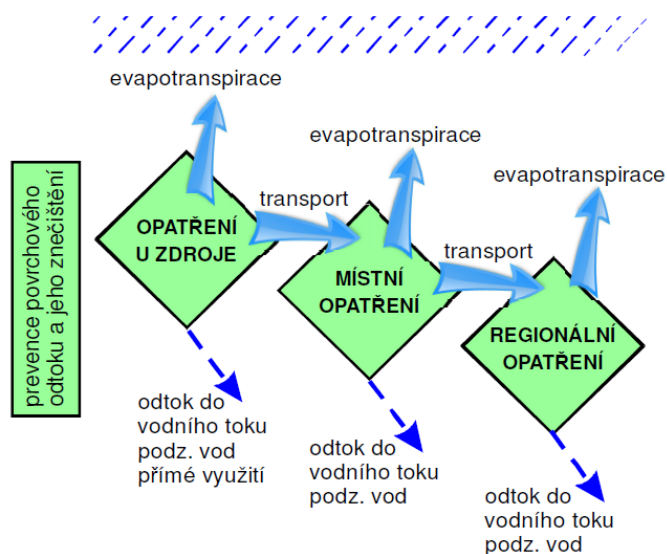 evapotranspirace
evapotranspirace
evapotranspirace
prevence povrchového
odtoku a jeho znečištění
OPATŘENÍ
U ZDROJE
transport
MÍSTNÍ
OPATŘENÍ
transport
REGIONÁLNÍ
OPATŘENÍ
odtok do
vodního toku
podz. vod
přímé využití
odtok do
vodního toku
podz. vod
odtok do
vodního toku
podz. vod